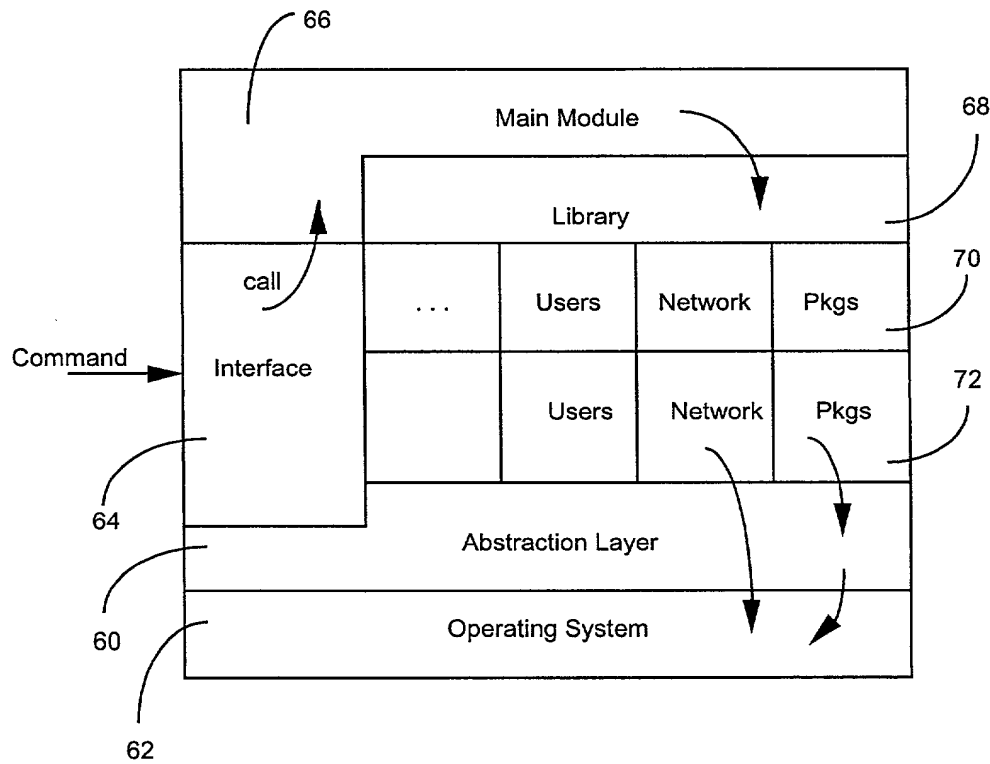 66
Main Module
68
Library
call
70
... Users Network Pkgs
Command
Interface
72
Users Network Pkgs
64
Abstraction Layer
60
Operating System
62